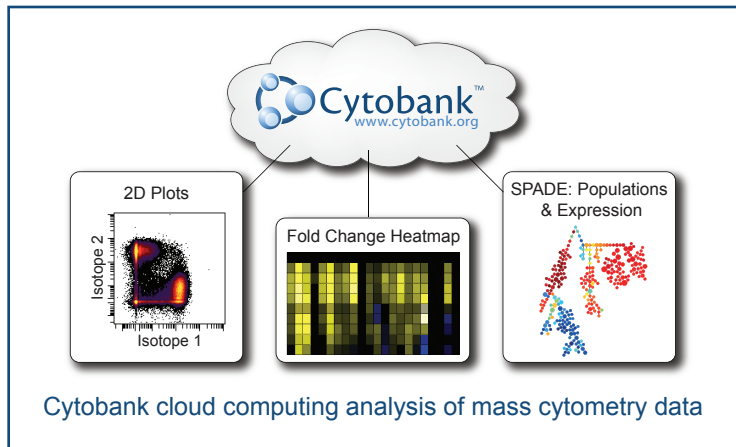 Cytobank™
www.cytobank.org
2D Plots
Isotope 2
Isotope 1
Fold Change Heatmap
SPADE: Populations
& Expression
Cytobank cloud computing analysis of mass cytometry data